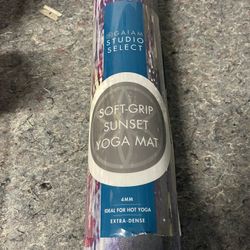 GAIAM
STUDIO
SELECT
SOFT-GRIP
SUNSET
YOGA MAT
4MM
IDEAL FOR HOT YOGA
EXTRA-DENSE